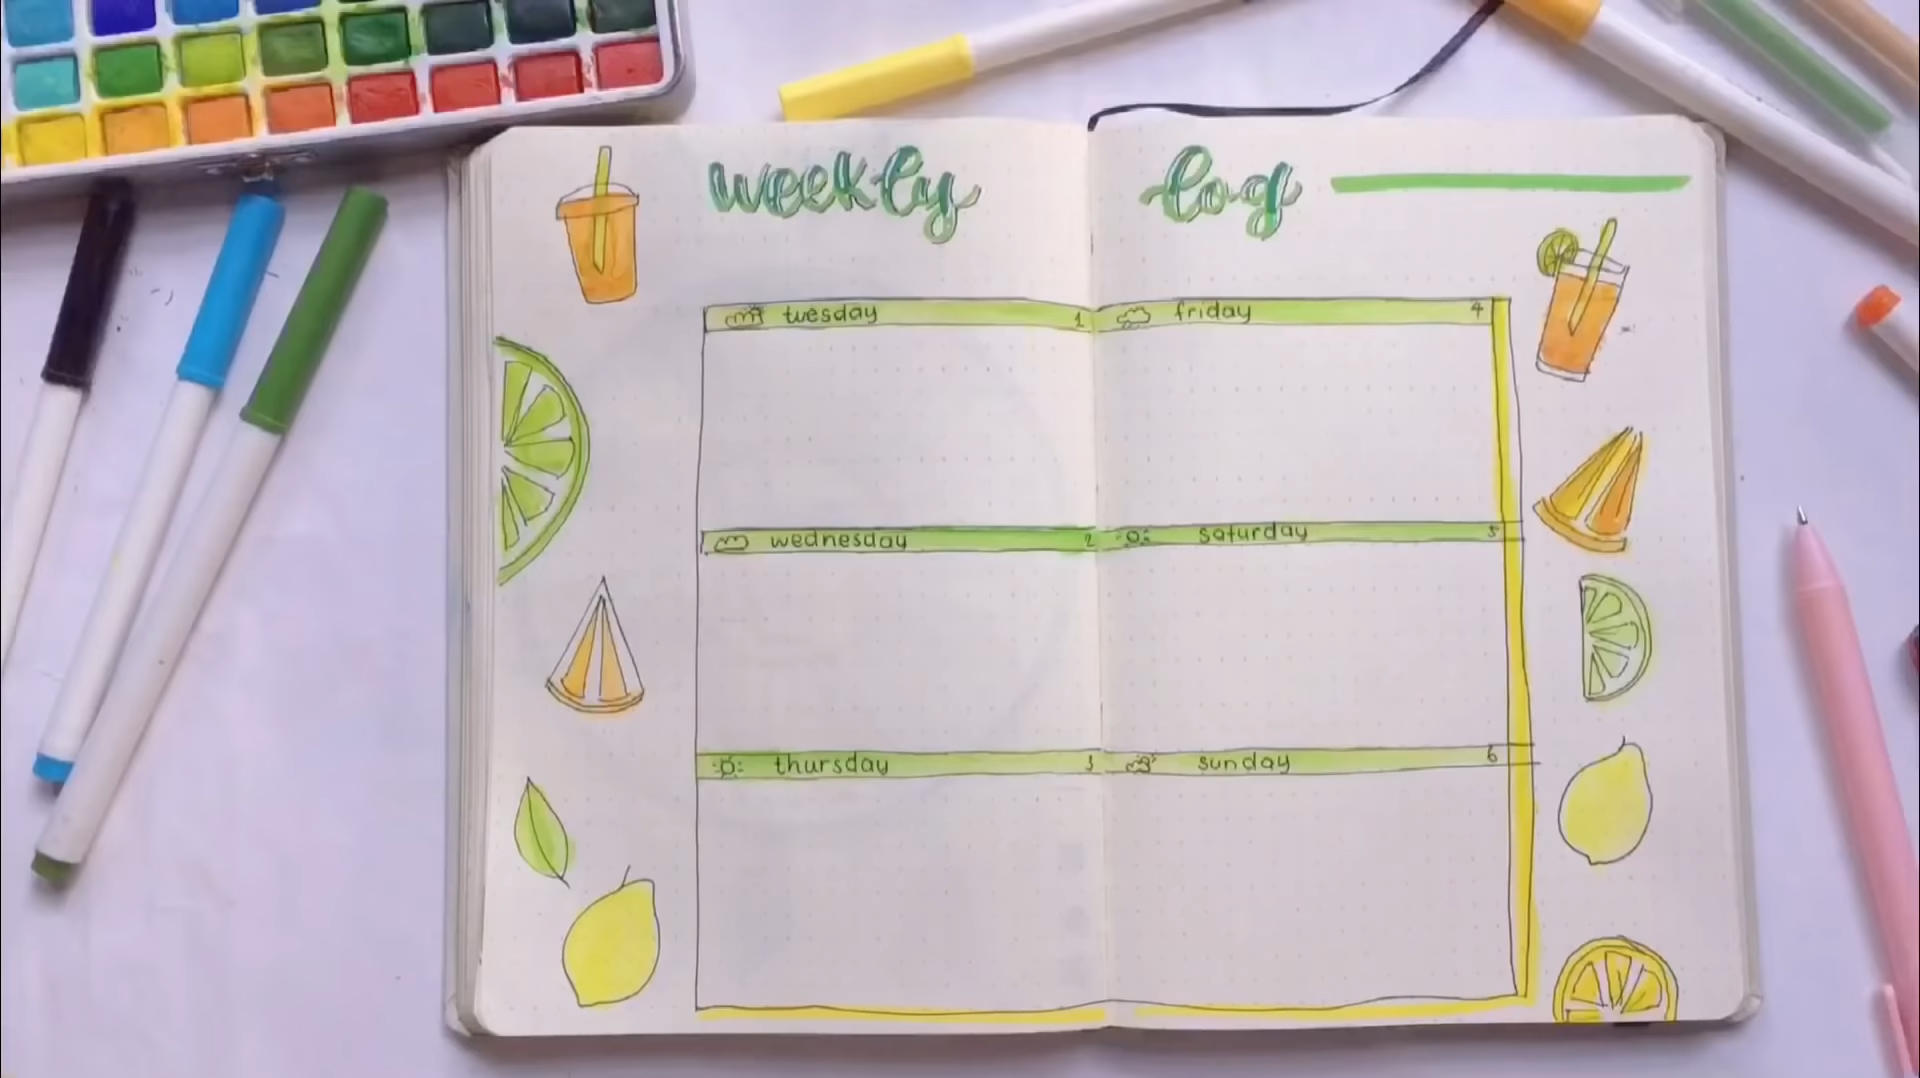 weekly log
tuesday 1
friday 4
wednesday 2
saturday 5
thursday 3
sunday 6